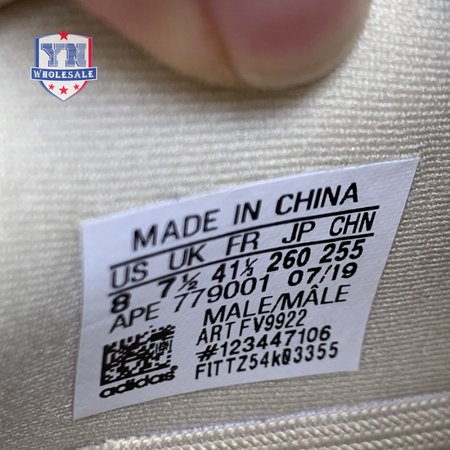 YN
WHOLESALE
MADE IN CHINA
US UK FR JP CHN
8 7½ 41⅓ 260 255
APE 779001 07/19
MALE/MÂLE
ART FV9922
#123447106
F1TTZ54k03355
adidas®